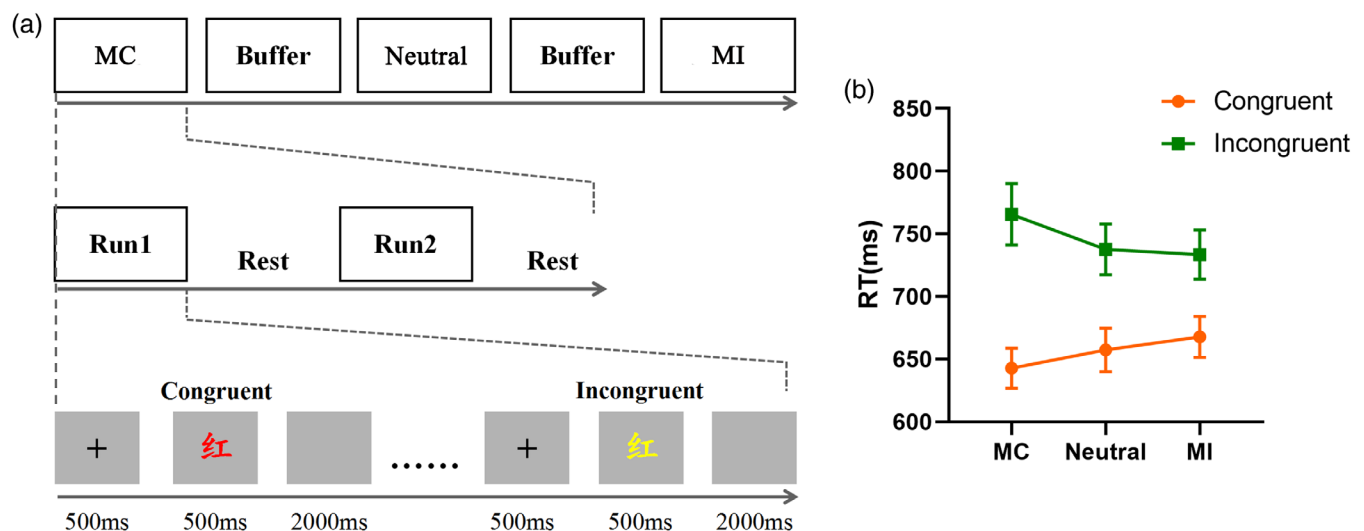 (a)
MC Buffer Neutral Buffer MI
Run1 Rest Run2 Rest
Congruent Incongruent
+ 红 ...... + 红
500ms 500ms 2000ms 500ms 500ms 2000ms
(b)
Congruent
Incongruent
RT(ms)
850
800
750
700
650
600
MC Neutral MI